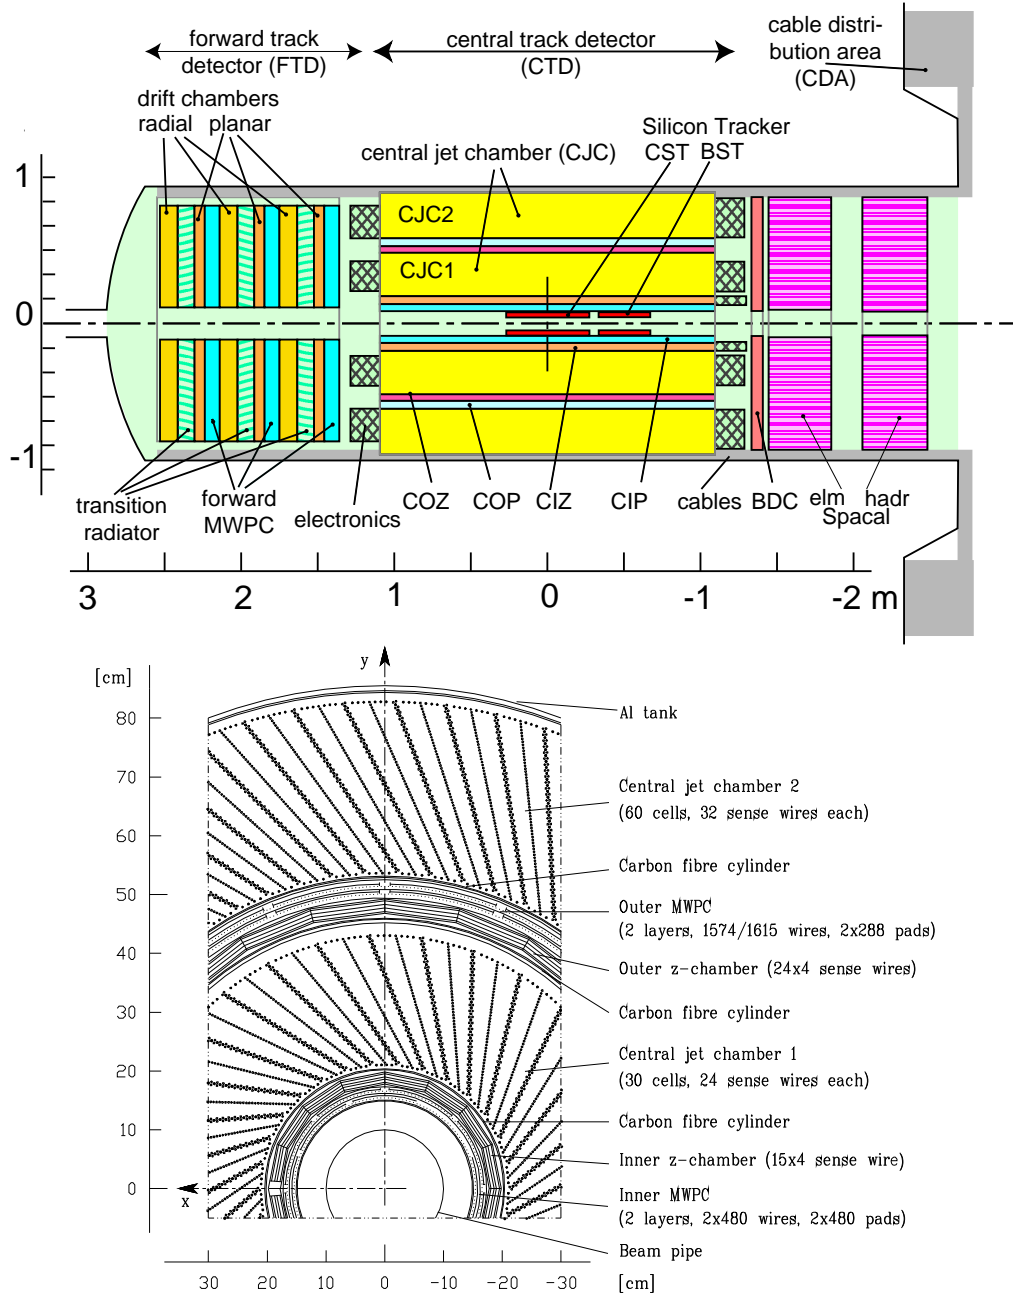 forward track
detector (FTD)
central track detector
(CTD)
cable distri-
bution area
(CDA)
drift chambers
radial planar
Silicon Tracker
CST BST
central jet chamber (CJC)
1
CJC2
CJC1
0
-1
transition
radiator
forward
MWPC
electronics
COZ
COP
CIZ
CIP
cables
BDC
elm hadr
Spacal
3 2 1 0 -1 -2 m
y
[cm]
80
70
60
50
40
30
20
10
0
x
Al tank
Central jet chamber 2
(60 cells, 32 sense wires each)
Carbon fibre cylinder
Outer MWPC
(2 layers, 1574/1615 wires, 2x288 pads)
Outer z-chamber (24x4 sense wires)
Carbon fibre cylinder
Central jet chamber 1
(30 cells, 24 sense wires each)
Carbon fibre cylinder
Inner z-chamber (15x4 sense wire)
Inner MWPC
(2 layers, 2x480 wires, 2x480 pads)
Beam pipe
30 20 10 0 -10 -20 -30 [cm]